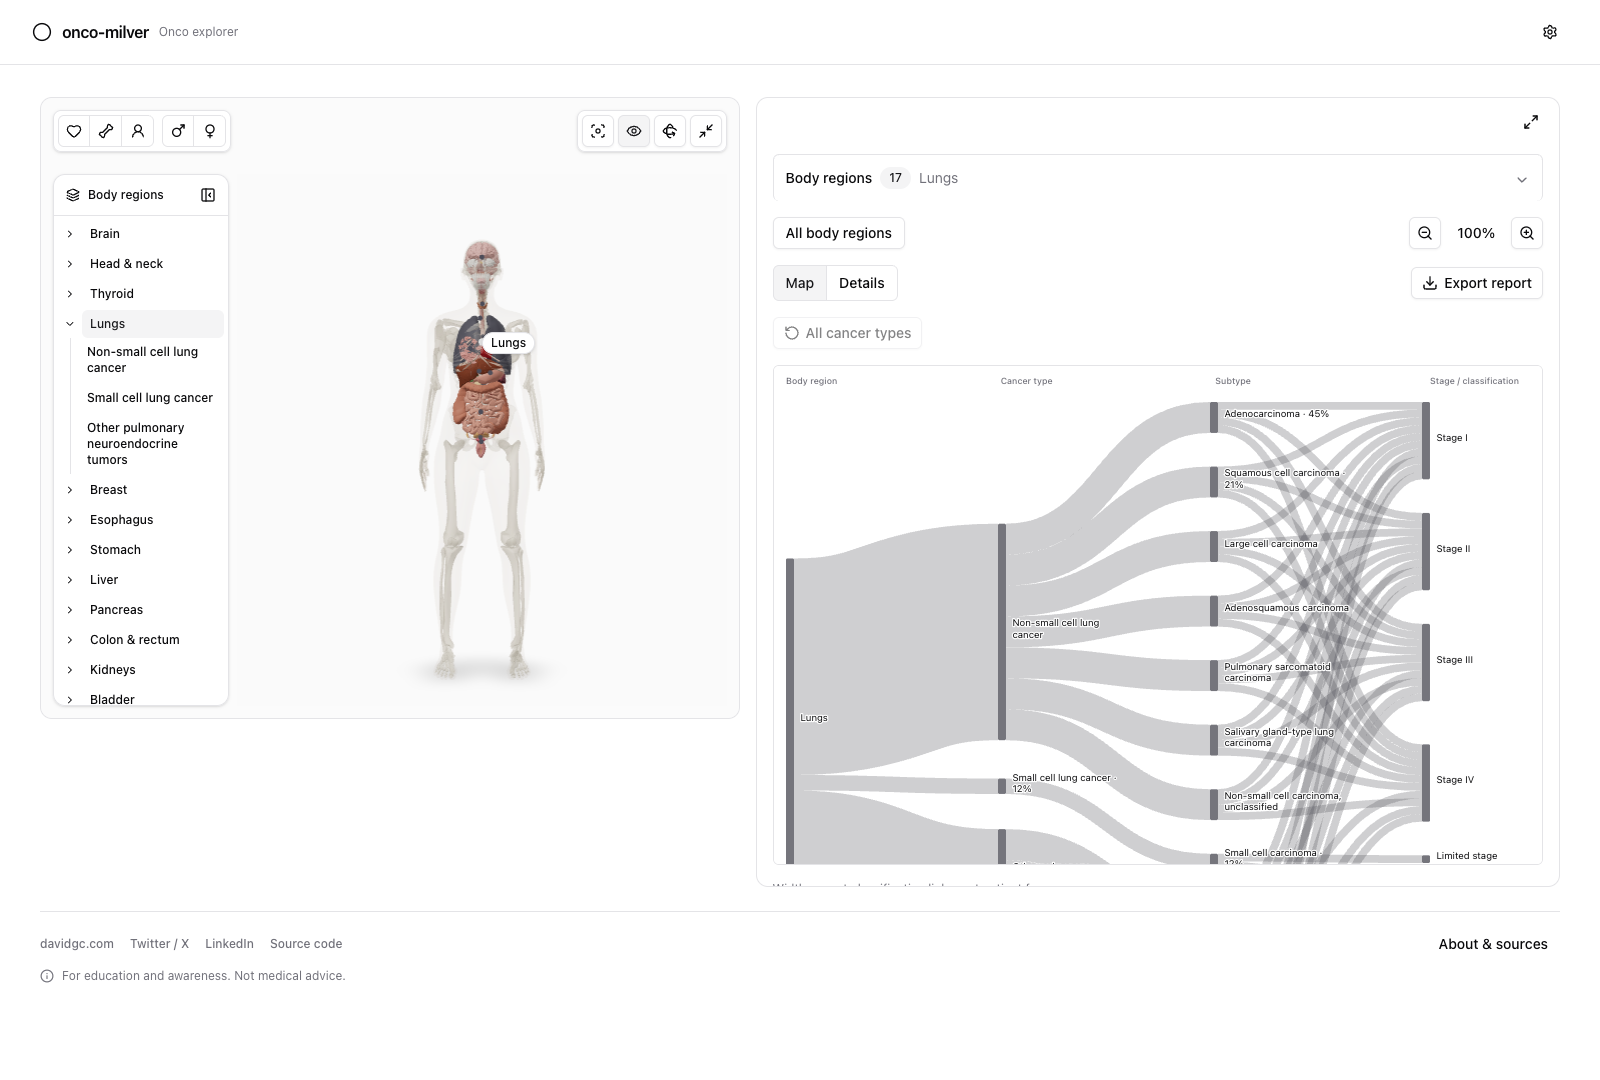 onco-milver Onco explorer
Body regions
Brain
Head & neck
Thyroid
Lungs
Non-small cell lung
cancer
Small cell lung cancer
Other pulmonary
neuroendocrine
tumors
Breast
Esophagus
Stomach
Liver
Pancreas
Colon & rectum
Kidneys
Bladder
Lungs
Body regions 17 Lungs
All body regions
100%
Map Details
Export report
All cancer types
Body region Cancer type Subtype Stage / classification
Lungs
Non-small cell lung
cancer
Small cell lung cancer ·
12%
Adenocarcinoma · 45%
Squamous cell carcinoma ·
21%
Large cell carcinoma
Adenosquamous carcinoma
Pulmonary sarcomatoid
carcinoma
Salivary gland-type lung
carcinoma
Non-small cell carcinoma,
unclassified
Small cell carcinoma ·
12%
Stage I
Stage II
Stage III
Stage IV
Limited stage
davidgc.com Twitter / X LinkedIn Source code
About & sources
For education and awareness. Not medical advice.